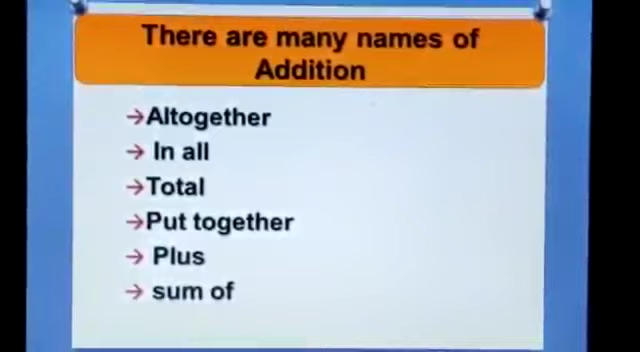 There are many names of
Addition
→Altogether
→ In all
→Total
→Put together
→ Plus
→ sum of